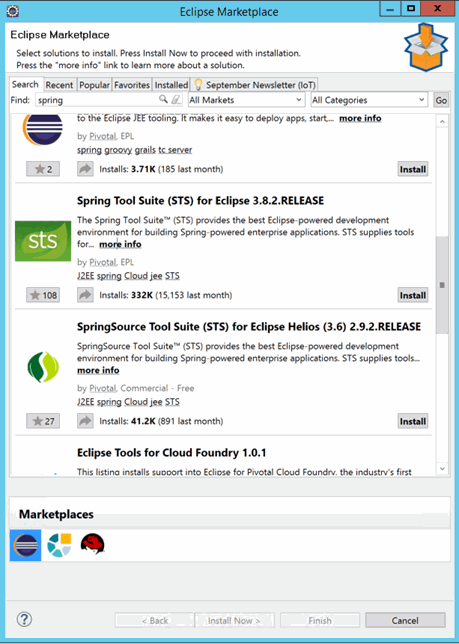 Eclipse Marketplace
Eclipse Marketplace
Select solutions to install. Press Install Now to proceed with installation.
Press the "more info" link to learn more about a solution.
Search Recent Popular Favorites Installed September Newsletter (IoT)
Find: spring All Markets All Categories Go
to the Eclipse JEE tooling. It makes it easy to deploy apps, start,... more info
by Pivotal, EPL
spring groovy grails tc server
2 Installs: 3.71K (185 last month) Install
Spring Tool Suite (STS) for Eclipse 3.8.2.RELEASE
The Spring Tool Suite™ (STS) provides the best Eclipse-powered development
sts
environment for building Spring-powered enterprise applications. STS supplies tools
for... more info
by Pivotal, EPL
J2EE spring Cloud jee STS
108 Installs: 332K (15,153 last month) Install
SpringSource Tool Suite (STS) for Eclipse Helios (3.6) 2.9.2.RELEASE
SpringSource Tool Suite™ (STS) provides the best Eclipse-powered development
environment for building Spring-powered enterprise applications. STS supplies tools...
more info
by Pivotal, Commercial - Free
J2EE spring Cloud jee STS
27 Installs: 41.2K (891 last month) Install
Eclipse Tools for Cloud Foundry 1.0.1
This listing installs support into Eclipse for Pivotal Cloud Foundry, the industry's first
Marketplaces
? < Back Install Now > Finish Cancel